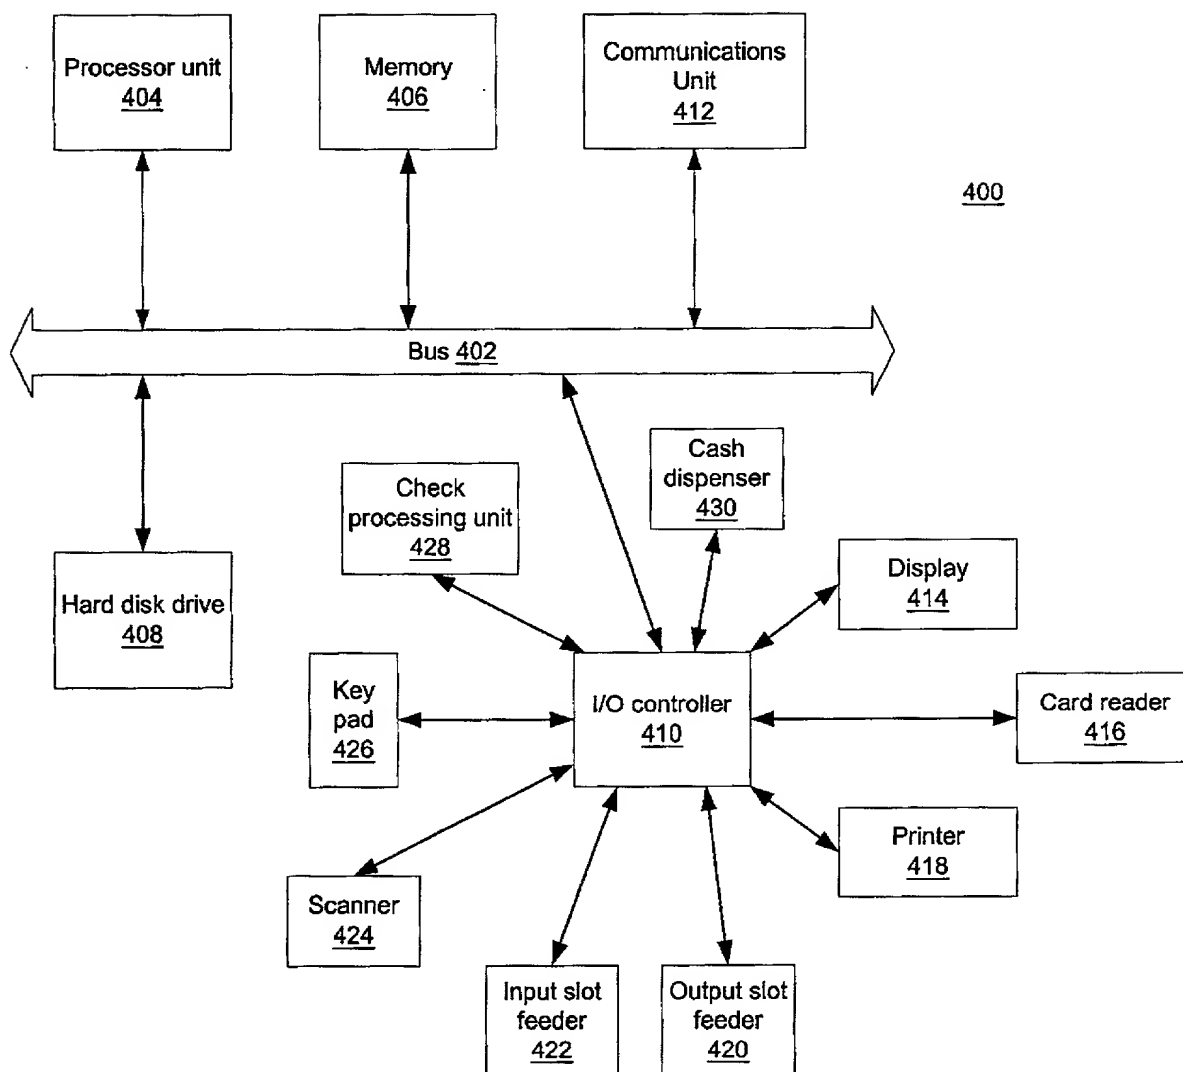 Processor unit
404
Memory
406
Communications
Unit
412
400
Bus 402
Cash
dispenser
430
Check
processing unit
428
Display
414
Hard disk drive
408
Key
pad
426
I/O controller
410
Card reader
416
Printer
418
Scanner
424
Input slot
feeder
422
Output slot
feeder
420